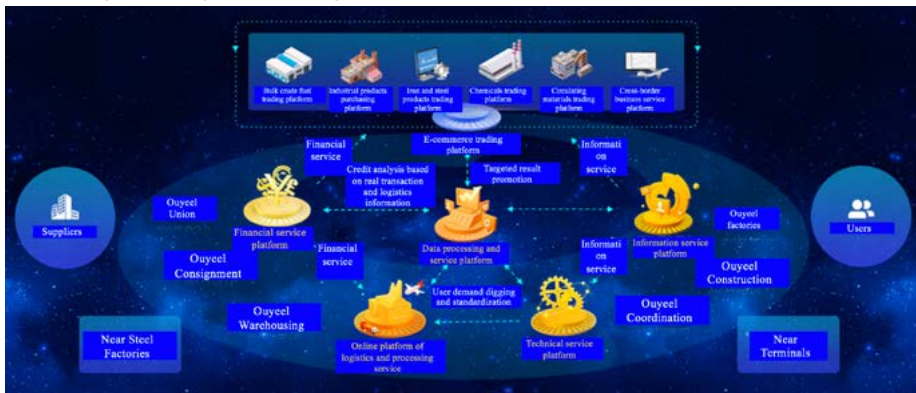 Bulk crude fuel
trading platform
Industrial products
purchasing
platform
Iron and steel
products trading
platform
Chemicals trading
platform
Circulating
materials trading
platform
Cross-border
business service
platform
E-commerce trading
platform
Financial
service
Informati
on
service
Credit analysis based
on real transaction
and logistics
information
Targeted result
promotion
Suppliers
Users
Ouyeel
Union
Ouyeel
factories
Financial service
platform
Data processing and
service platform
Information service
platform
Financial
service
Informati
on
service
Ouyeel
Consignment
Ouyeel
Construction
User demand digging
and standardization
Ouyeel
Warehousing
Ouyeel
Coordination
Online platform of
logistics and processing
service
Technical service
platform
Near Steel
Factories
Near
Terminals